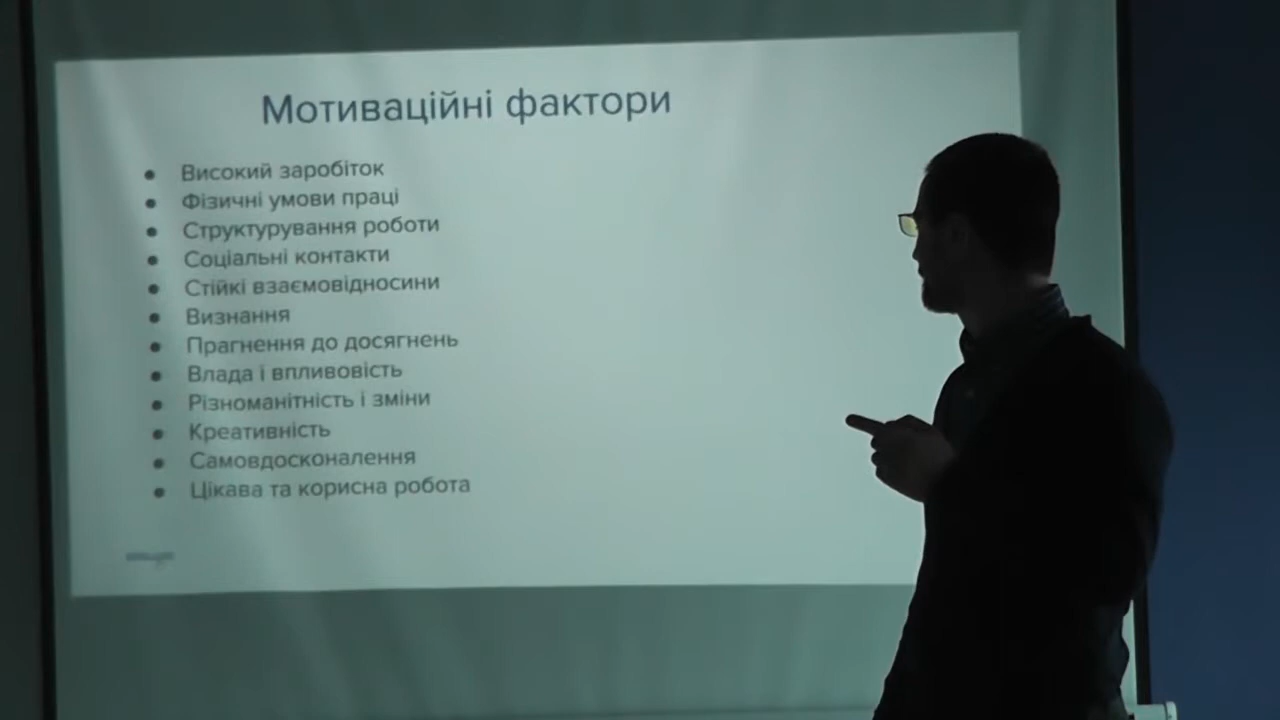 Мотиваційні фактори
Високий заробіток
Фізичні умови праці
Структурування роботи
Соціальні контакти
Стійкі взаємовідносини
Визнання
Прагнення до досягнень
Влада і впливовість
Різноманітність і зміни
Креативність
Самовдосконалення
Цікава та корисна робота